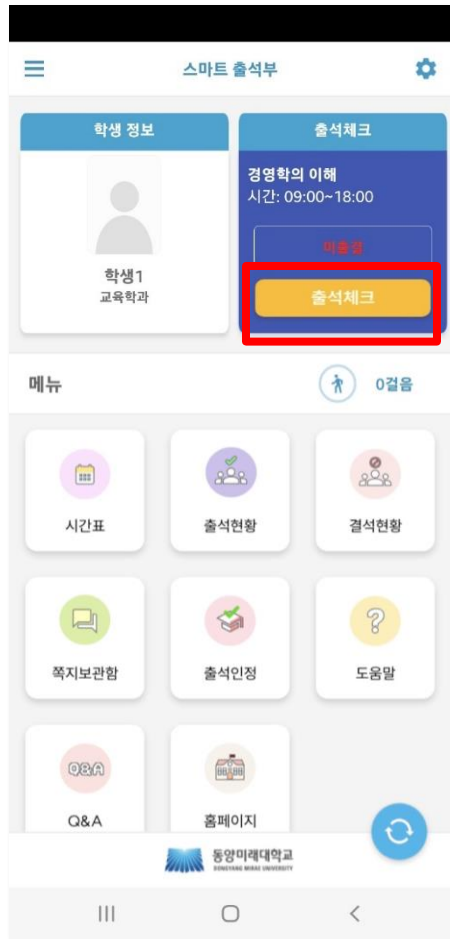 스마트 출석부
학생 정보
학생1
교육학과
출석체크
경영학의 이해
시간: 09:00~18:00
미출결
출석체크
메뉴
0걸음
시간표
출석현황
결석현황
쪽지보관함
출석인정
도움말
Q&A
Q&A
홈페이지
동양미래대학교
DONGYANG MIRAE UNIVERSITY